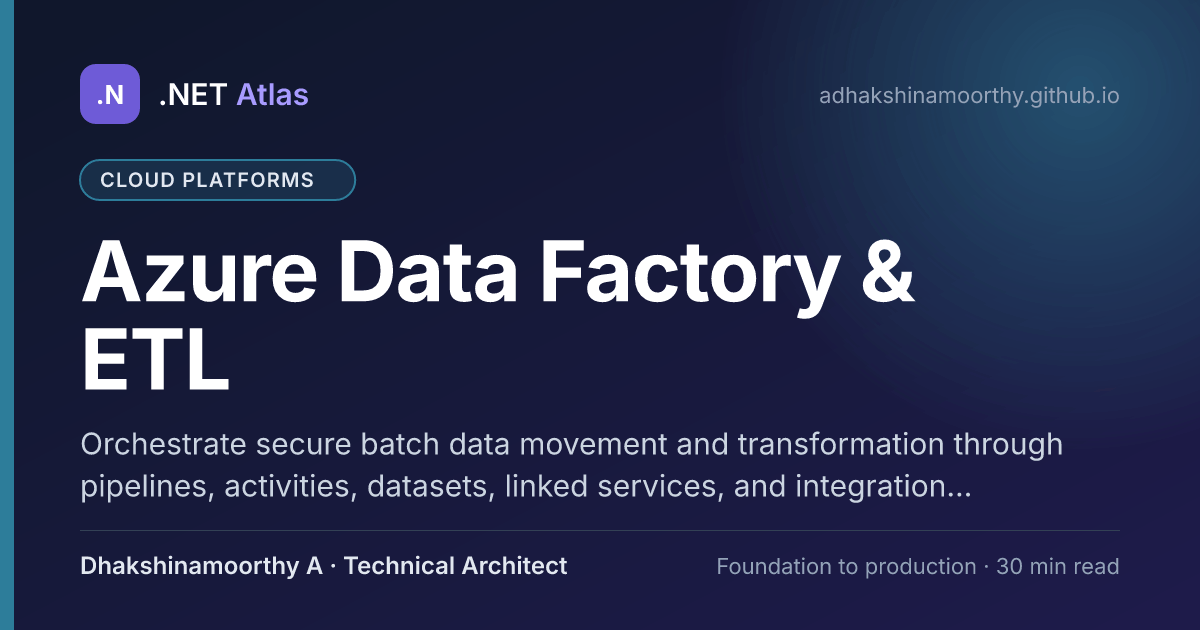 .N
.NET Atlas
adhakshinamoorthy.github.io
CLOUD PLATFORMS
Azure Data Factory &
ETL
Orchestrate secure batch data movement and transformation through
pipelines, activities, datasets, linked services, and integration...
Dhakshinamoorthy A · Technical Architect
Foundation to production · 30 min read